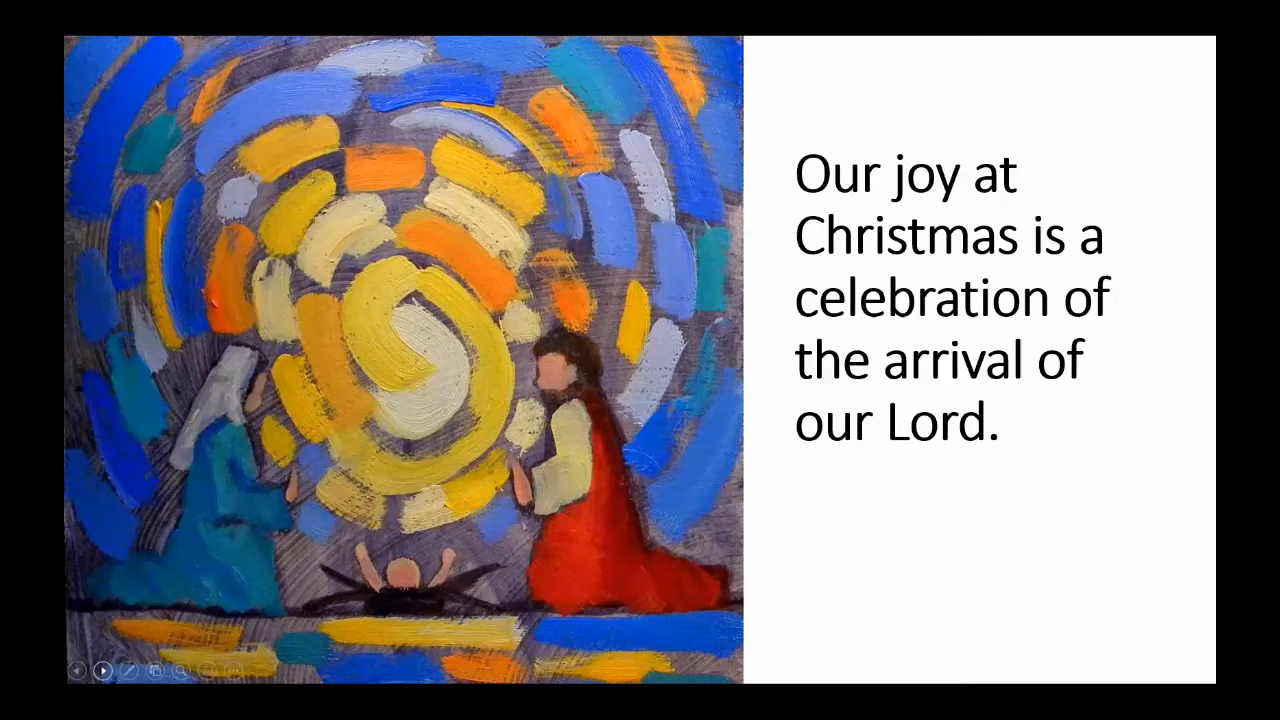 Our joy at
Christmas is a
celebration of
the arrival of
our Lord.